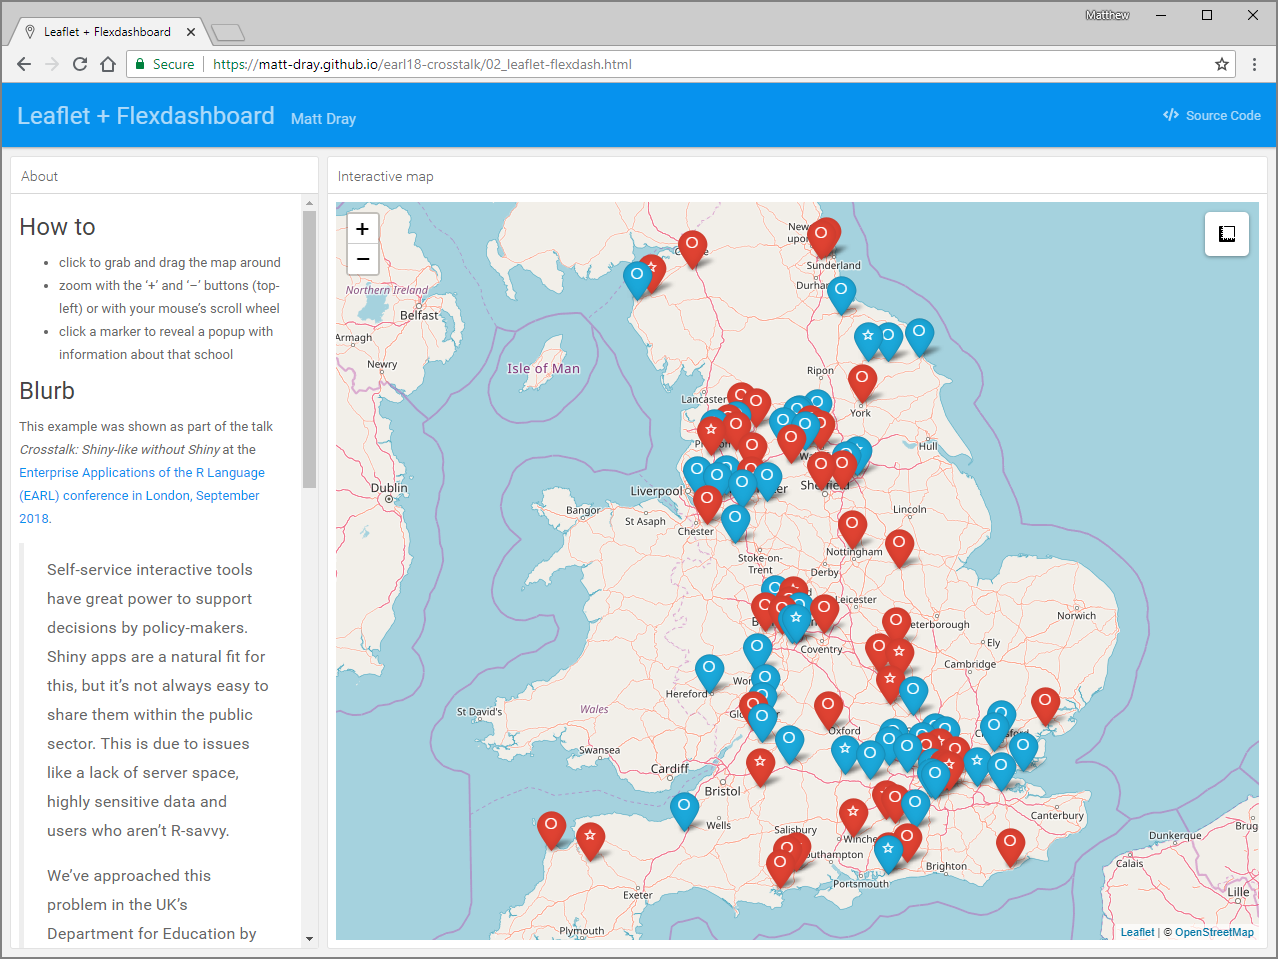 Leaflet + Flexdashboard
Matthew
Secure
https://matt-dray.github.io/earl18-crosstalk/02_leaflet-flexdash.html
Leaflet + Flexdashboard Matt Dray
Source Code
About
How to
click to grab and drag the map around
zoom with the ‘+’ and ‘−’ buttons (top-
left) or with your mouse's scroll wheel
click a marker to reveal a popup with
information about that school
Blurb
This example was shown as part of the talk
Crosstalk: Shiny-like without Shiny at the
Enterprise Applications of the R Language
(EARL) conference in London, September
2018.
Self-service interactive tools
have great power to support
decisions by policy-makers.
Shiny apps are a natural fit for
this, but it's not always easy to
share them within the public
sector. This is due to issues
like a lack of server space,
highly sensitive data and
users who aren't R-savvy.
We've approached this
problem in the UK's
Department for Education by
Interactive map
+
−
Sunderland
Northern Ireland
Belfast
Armagh
Newry
Isle of Man
Ripon
Lancaster
York
Hull
Dublin
Liverpool
Bangor
St Asaph
Chester
Lincoln
Stoke-on-
Trent
Nottingham
Derby
Leicester
Norwich
Ely
Coventry
Cambridge
Hereford
St David's
Wales
Oxford
Swansea
Cardiff
Bristol
Wells
Canterbury
Salisbury
Brighton
Portsmouth
Exeter
Plymouth
Dunkerque
Calais
Lille
Leaflet | © OpenStreetMap